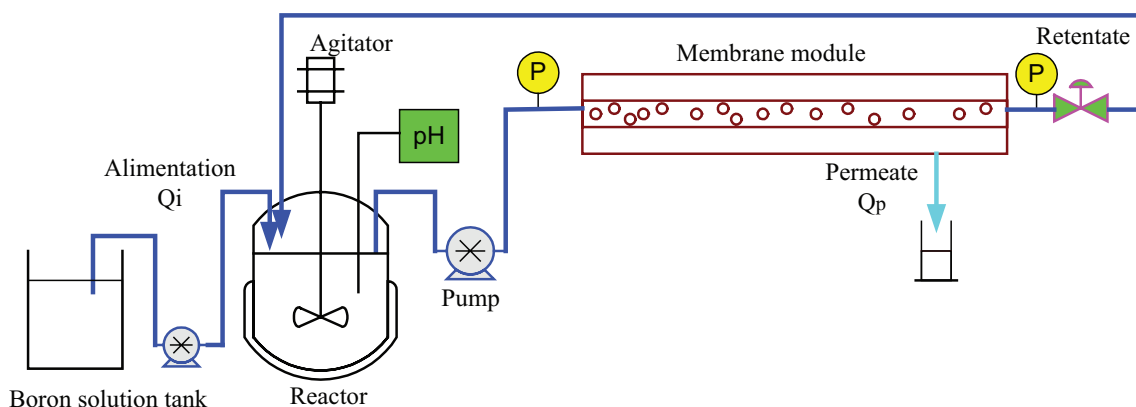 Agitator
Membrane module
Retentate
P
P
pH
Alimentation
Qi
Permeate
Qp
Pump
Boron solution tank
Reactor